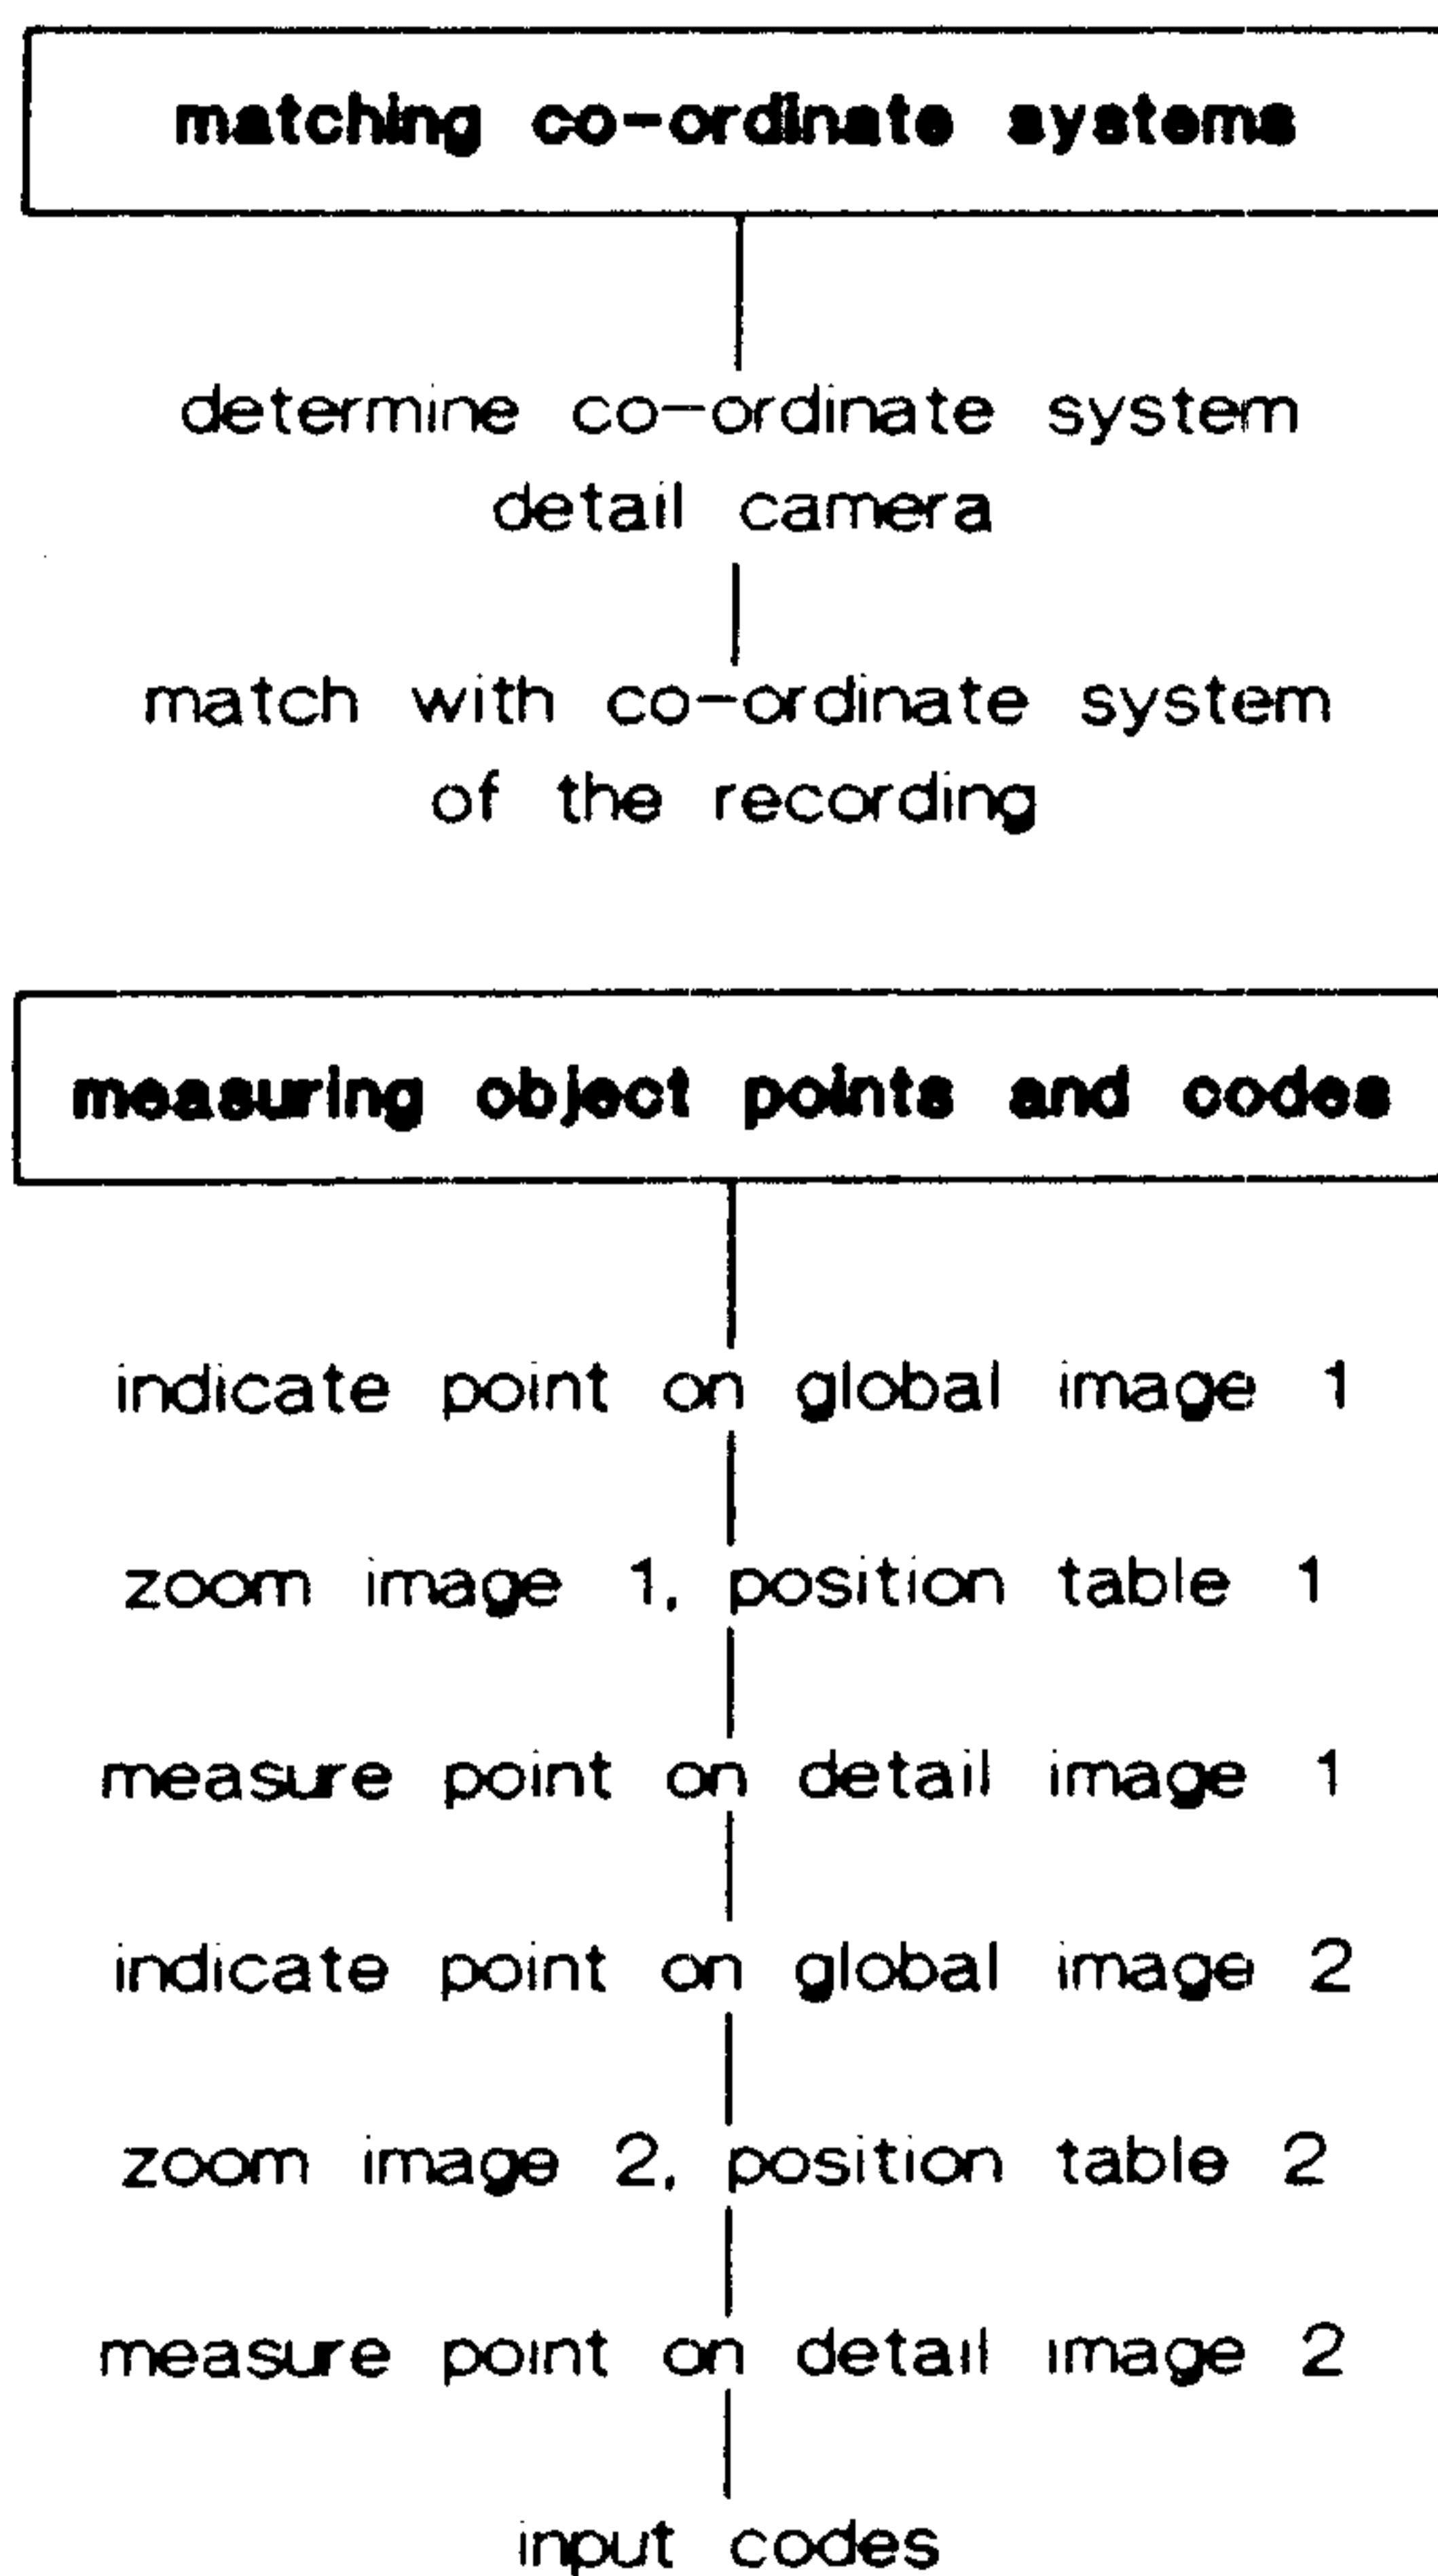 matching co-ordinate systems
determine co-ordinate system
detail camera
match with co-ordinate system
of the recording
measuring object points and codes
indicate point on global image 1
zoom image 1, position table 1
measure point on detail image 1
indicate point on global image 2
zoom image 2, position table 2
measure point on detail image 2
input codes